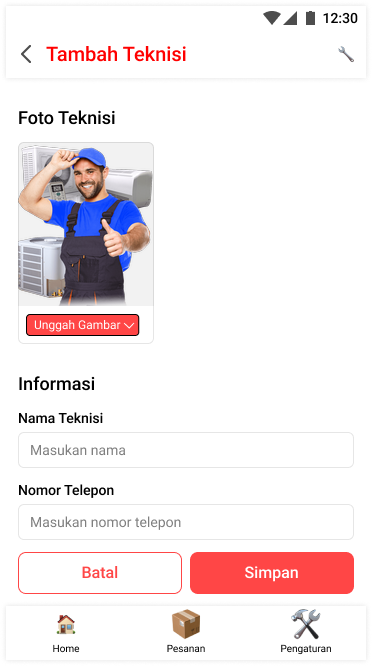 12:30
Tambah Teknisi
Foto Teknisi
Unggah Gambar
Informasi
Nama Teknisi
Masukan nama
Nomor Telepon
Masukan nomor telepon
Batal Simpan
Home Pesanan Pengaturan